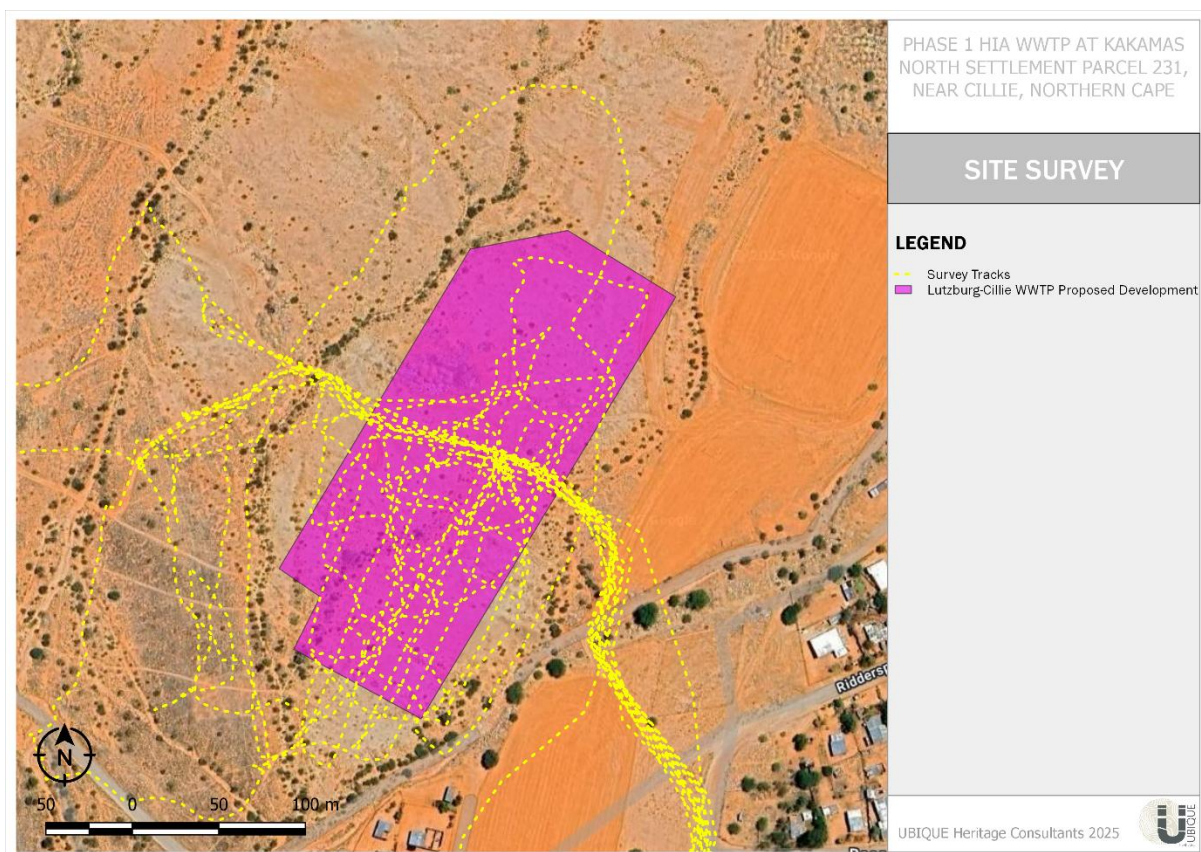 PHASE 1 HIA WWTP AT KAKAMAS
NORTH SETTLEMENT PARCEL 231,
NEAR CILLIE, NORTHERN CAPE
SITE SURVEY
LEGEND
Survey Tracks
Lutzburg-Cillie WWTP Proposed Development
Riddersp
N
50 0 50 100 m
UBIQUE Heritage Consultants 2025
UBIQUE